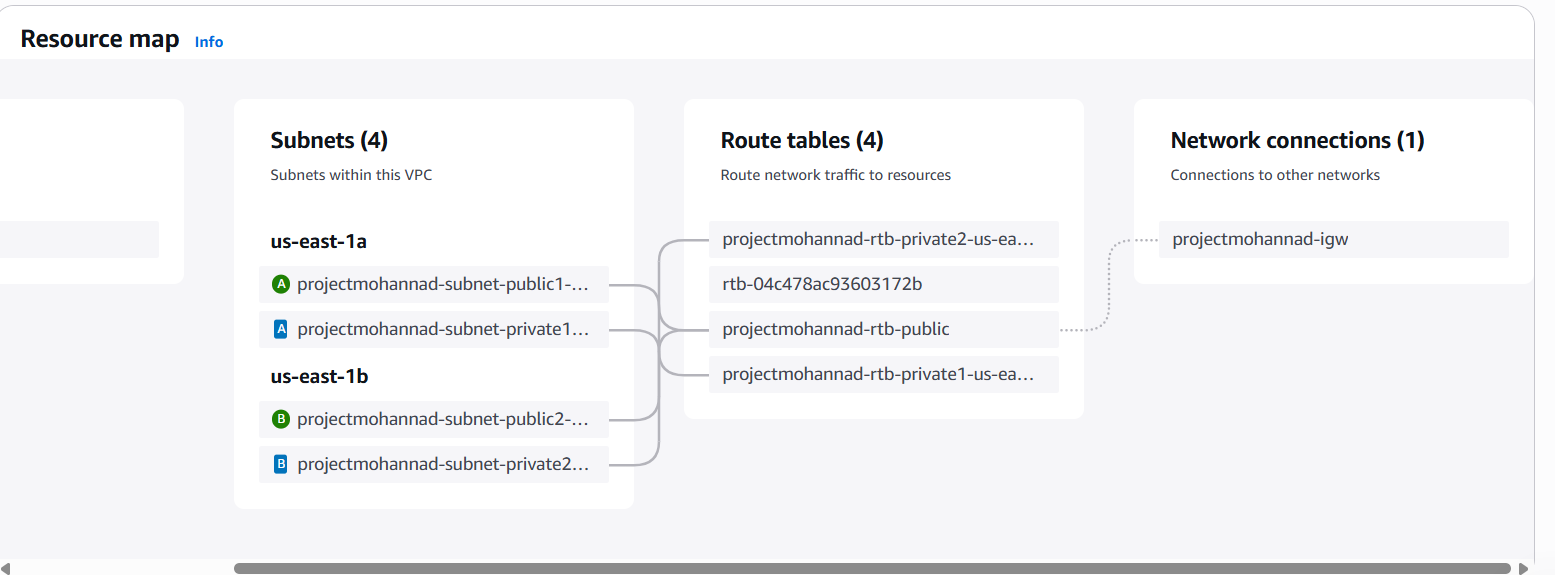 Resource map Info
Subnets (4)
Subnets within this VPC
us-east-1a
A projectmohannad-subnet-public1-...
A projectmohannad-subnet-private1...
us-east-1b
B projectmohannad-subnet-public2-...
B projectmohannad-subnet-private2...
Route tables (4)
Route network traffic to resources
projectmohannad-rtb-private2-us-ea...
rtb-04c478ac93603172b
projectmohannad-rtb-public
projectmohannad-rtb-private1-us-ea...
Network connections (1)
Connections to other networks
projectmohannad-igw